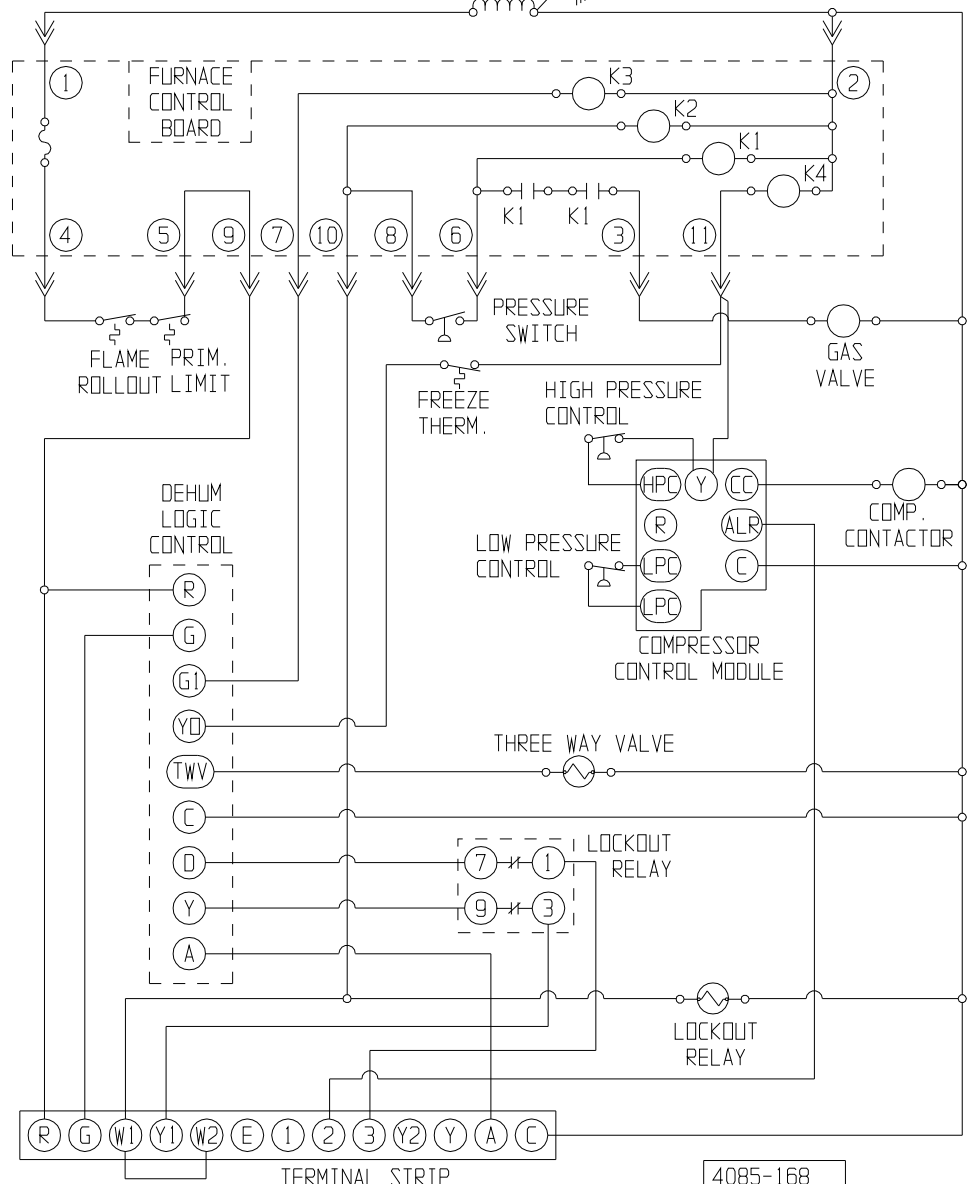 1
FURNACE
CONTROL
BOARD
K3
2
K2
K1
K4
K1
K1
4
5
9
7
10
8
6
3
11
PRESSURE
SWITCH
FLAME
ROLLOUT
PRIM.
LIMIT
GAS
VALVE
FREEZE
THERM.
HIGH PRESSURE
CONTROL
HPC
Y
CC
COMP.
CONTACTOR
R
ALR
LOW PRESSURE
CONTROL
LPC
C
LPC
COMPRESSOR
CONTROL MODULE
DEHUM
LOGIC
CONTROL
R
G
G1
YO
TWV
THREE WAY VALVE
C
D
7
1
LOCKOUT
RELAY
Y
9
3
A
LOCKOUT
RELAY
R
G
W1
Y1
W2
E
1
2
3
Y2
Y
A
C
TERMINAL STRIP
4085-168